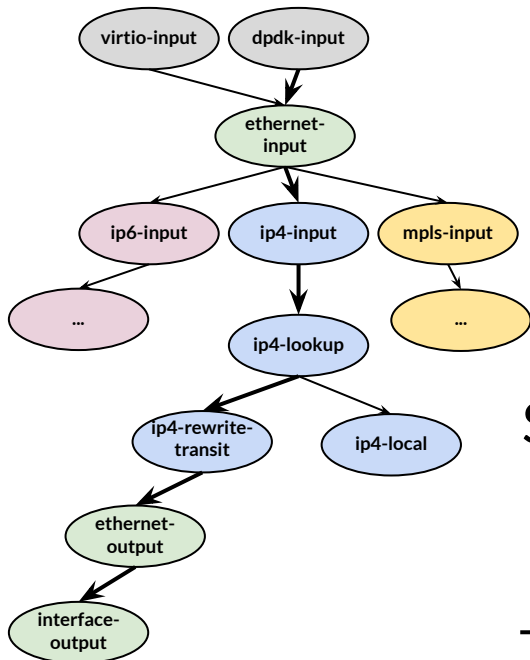 virtio-input
dpdk-input
ethernet-
input
ip6-input
ip4-input
mpls-input
...
...
ip4-lookup
ip4-rewrite-
transit
ip4-local
ethernet-
output
interface-
output